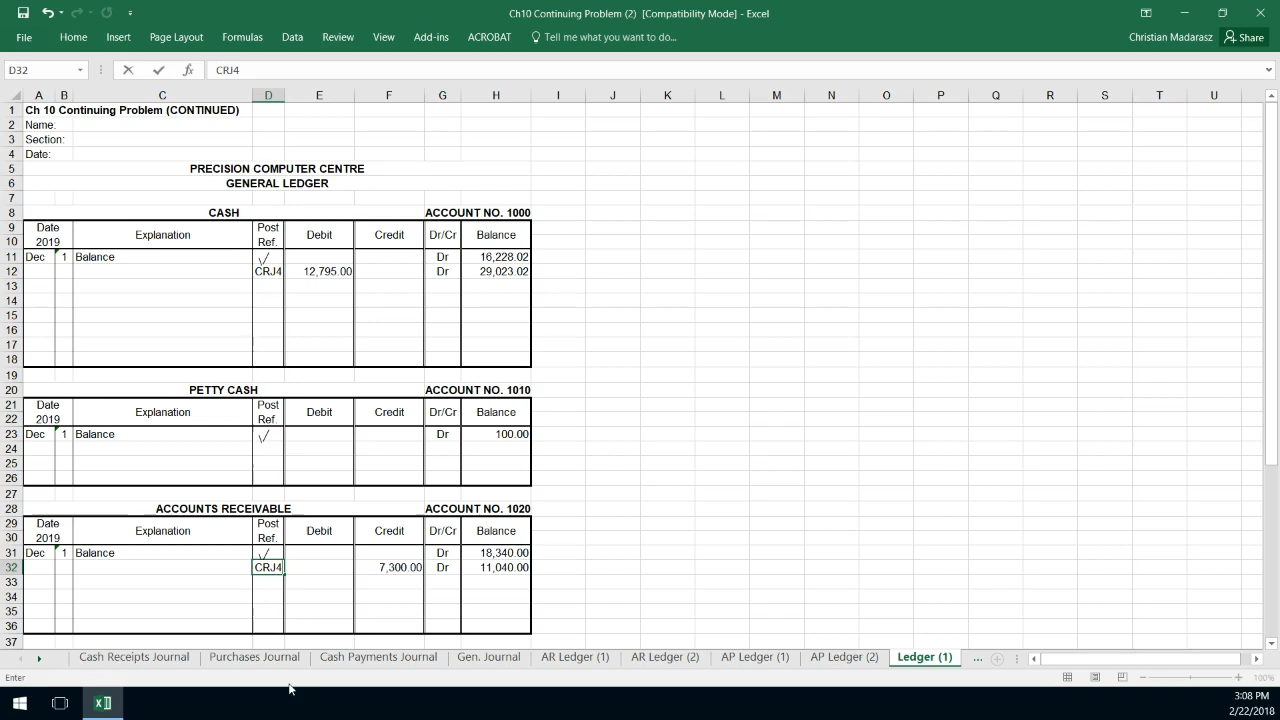 Ch10 Continuing Problem (2) [Compatibility Mode] - Excel
File Home Insert Page Layout Formulas Data Review View Add-ins ACROBAT Tell me what you want to do... Christian Madarasz Share
D32 fx CRJ4
A B C D E F G H I J K L M N O P Q R S T U
1 Ch 10 Continuing Problem (CONTINUED)
2 Name:
3 Section:
4 Date:
5 PRECISION COMPUTER CENTRE
6 GENERAL LEDGER
7
8 CASH ACCOUNT NO. 1000
9 Date Explanation Post Debit Credit Dr/Cr Balance
10 2019 Ref.
11 Dec 1 Balance \/ Dr 16,228.02
12 CRJ4 12,795.00 Dr 29,023.02
13
14
15
16
17
18
19
20 PETTY CASH ACCOUNT NO. 1010
21 Date Explanation Post Debit Credit Dr/Cr Balance
22 2019 Ref.
23 Dec 1 Balance \/ Dr 100.00
24
25
26
27
28 ACCOUNTS RECEIVABLE ACCOUNT NO. 1020
29 Date Explanation Post Debit Credit Dr/Cr Balance
30 2019 Ref.
31 Dec 1 Balance \/ Dr 18,340.00
32 CRJ4 7,300.00 Dr 11,040.00
33
34
35
36
37
Cash Receipts Journal Purchases Journal Cash Payments Journal Gen. Journal AR Ledger (1) AR Ledger (2) AP Ledger (1) AP Ledger (2) Ledger (1) ...
Enter 100%
3:08 PM
2/22/2018